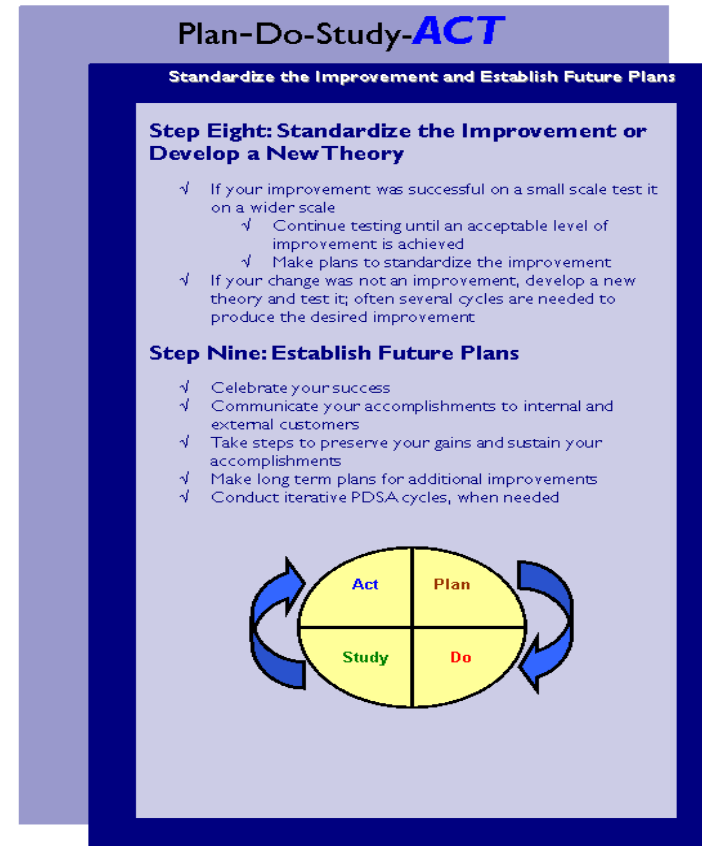 Plan-Do-Study-ACT
Standardize the Improvement and Establish Future Plans
Step Eight: Standardize the Improvement or
Develop a New Theory
√ If your improvement was successful on a small scale test it
on a wider scale
√ Continue testing until an acceptable level of
improvement is achieved
√ Make plans to standardize the improvement
√ If your change was not an improvement, develop a new
theory and test it; often several cycles are needed to
produce the desired improvement
Step Nine: Establish Future Plans
√ Celebrate your success
√ Communicate your accomplishments to internal and
external customers
√ Take steps to preserve your gains and sustain your
accomplishments
√ Make long term plans for additional improvements
√ Conduct iterative PDSA cycles, when needed
Act Plan
Study Do